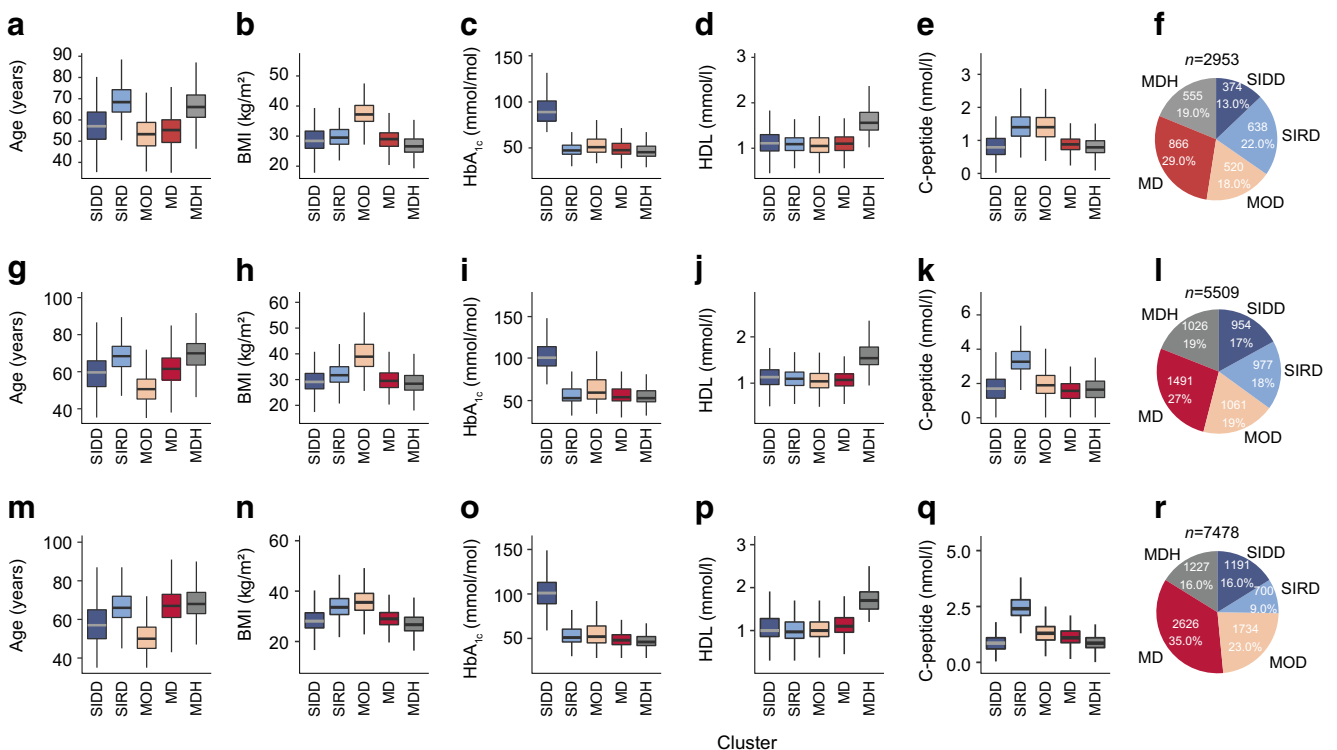 a
b
c
d
e
f
90
80
70
60
50
40
Age (years)
SIDD
SIRD
MOD
MD
MDH
50
40
30
20
BMI (kg/m²)
SIDD
SIRD
MOD
MD
MDH
150
100
50
HbA1c (mmol/mol)
SIDD
SIRD
MOD
MD
MDH
3
2
1
0
HDL (mmol/l)
SIDD
SIRD
MOD
MD
MDH
3
2
1
0
C-peptide (nmol/l)
SIDD
SIRD
MOD
MD
MDH
n=2953
MDH
SIDD
555
19.0%
374
13.0%
638
22.0%
SIRD
866
29.0%
520
18.0%
MD
MOD
g
h
i
j
k
l
100
80
60
40
Age (years)
SIDD
SIRD
MOD
MD
MDH
60
50
40
30
20
BMI (kg/m²)
SIDD
SIRD
MOD
MD
MDH
150
100
50
HbA1c (mmol/mol)
SIDD
SIRD
MOD
MD
MDH
2
1
HDL (mmol/l)
SIDD
SIRD
MOD
MD
MDH
6
4
2
0
C-peptide (nmol/l)
SIDD
SIRD
MOD
MD
MDH
n=5509
MDH
SIDD
1026
19%
954
17%
977
18%
SIRD
1491
27%
1061
19%
MD
MOD
m
n
o
p
q
r
100
80
60
40
Age (years)
SIDD
SIRD
MOD
MD
MDH
60
40
20
BMI (kg/m²)
SIDD
SIRD
MOD
MD
MDH
150
100
50
HbA1c (mmol/mol)
SIDD
SIRD
MOD
MD
MDH
3
2
1
0
HDL (mmol/l)
SIDD
SIRD
MOD
MD
MDH
5.0
2.5
0.0
C-peptide (nmol/l)
SIDD
SIRD
MOD
MD
MDH
n=7478
MDH
SIDD
1227
16.0%
1191
16.0%
SIRD
700
9.0%
2626
35.0%
1734
23.0%
MD
MOD
Cluster